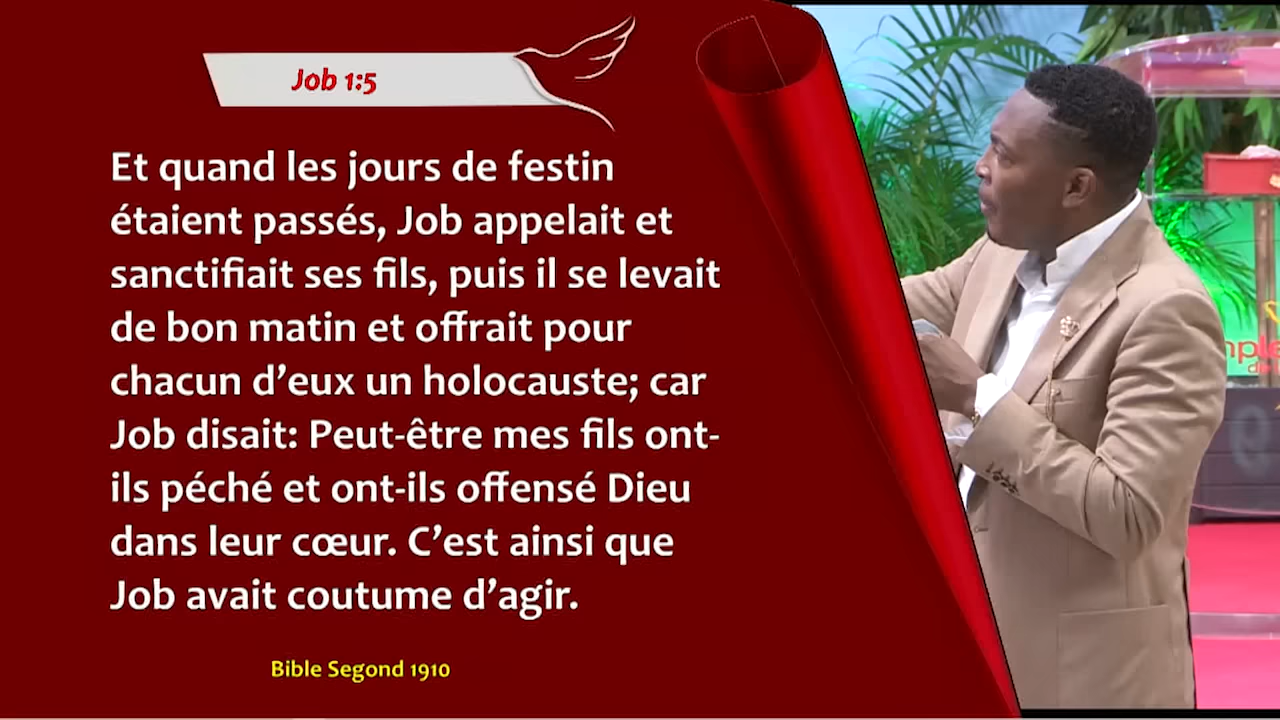 Job 1:5
Et quand les jours de festin
étaient passés, Job appelait et
sanctifiait ses fils, puis il se levait
de bon matin et offrait pour
chacun d’eux un holocauste; car
Job disait: Peut-être mes fils ont-
ils péché et ont-ils offensé Dieu
dans leur cœur. C’est ainsi que
Job avait coutume d’agir.
Bible Segond 1910